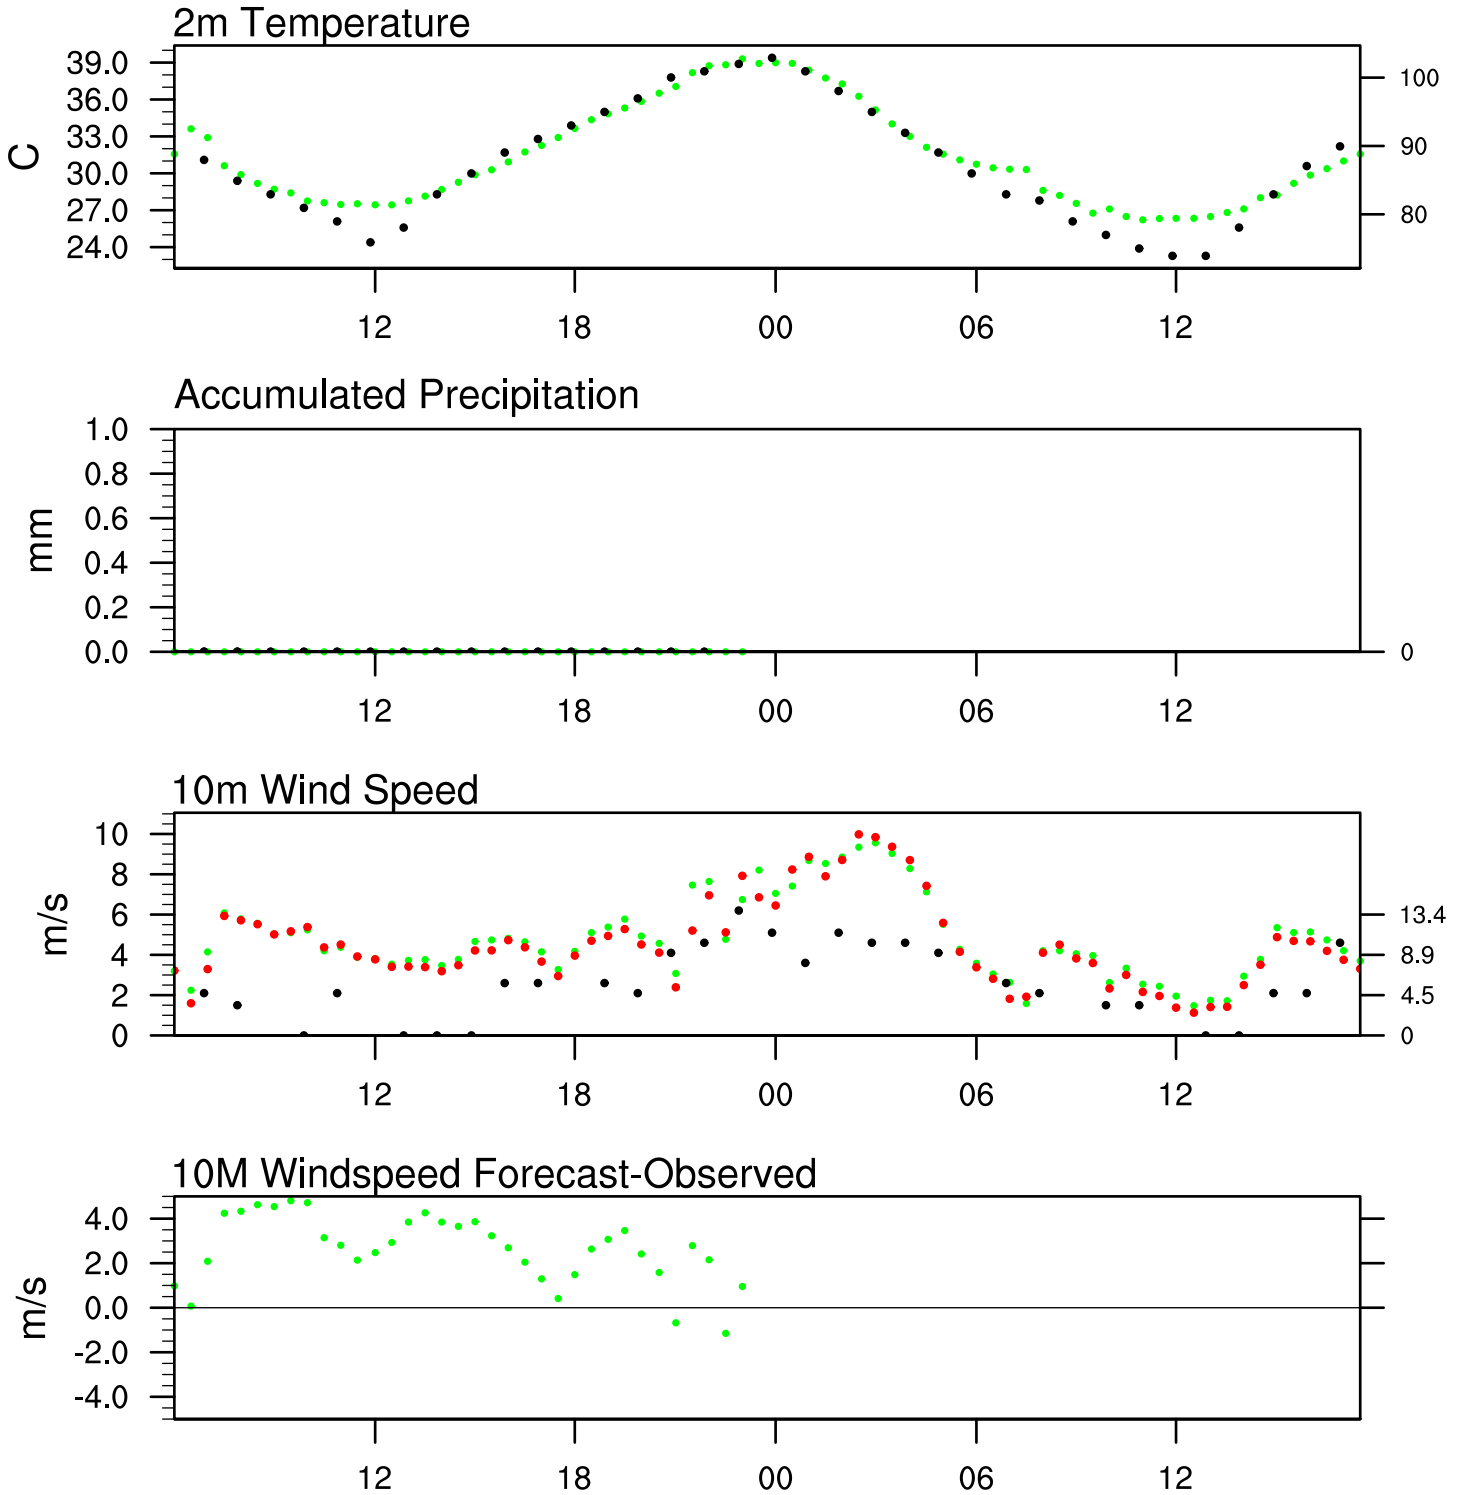 2m Temperature
39.0
36.0
33.0
30.0
27.0
24.0
C
100
90
80
12 18 00 06 12
Accumulated Precipitation
1.0
0.8
0.6
0.4
0.2
0.0
mm
0
12 18 00 06 12
10m Wind Speed
10
8
6
4
2
0
m/s
13.4
8.9
4.5
0
12 18 00 06 12
10M Windspeed Forecast-Observed
4.0
2.0
0.0
-2.0
-4.0
m/s
12 18 00 06 12